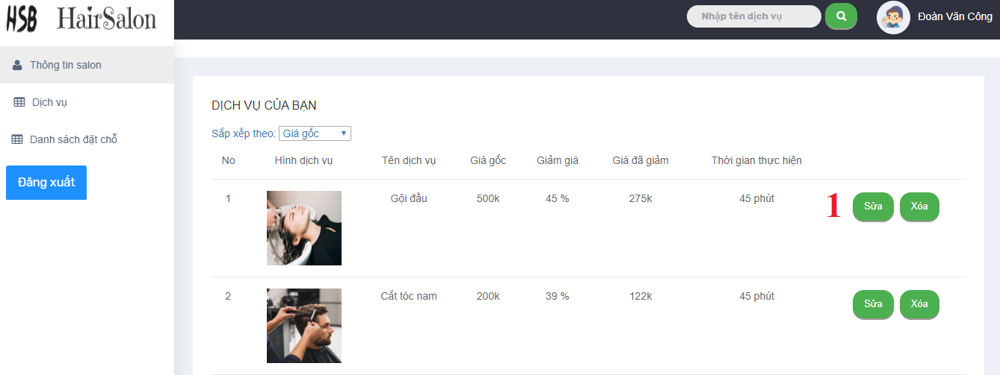 HSB HairSalon
Nhập tên dịch vụ
Đoàn Văn Công
Thông tin salon
Dịch vụ
Danh sách đặt chỗ
Đăng xuất
DỊCH VỤ CỦA BẠN
Sắp xếp theo: Giá gốc
No Hình dịch vụ Tên dịch vụ Giá gốc Giảm giá Giá đã giảm Thời gian thực hiện
1 Gội đầu 500k 45 % 275k 45 phút 1 Sửa Xóa
2 Cắt tóc nam 200k 39 % 122k 45 phút Sửa Xóa